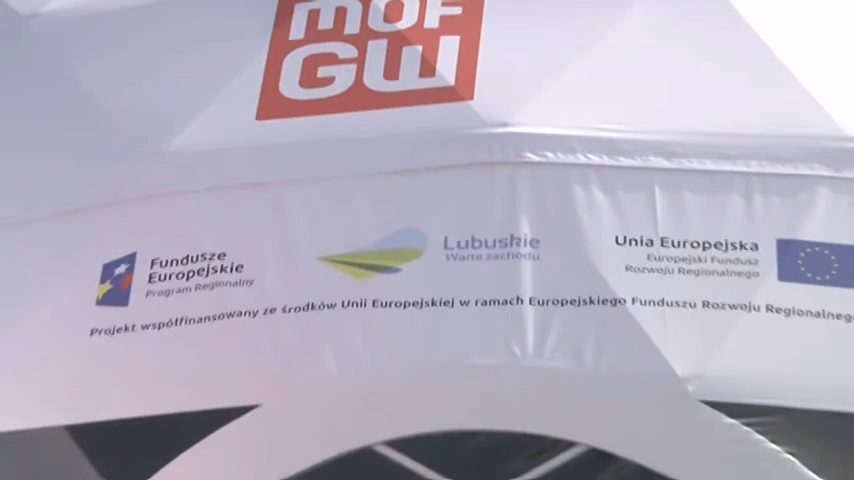 MOF
GW
Fundusze
Europejskie
Program Regionalny
Lubuskie
Warte zachodu
Unia Europejska
Europejski Fundusz
Rozwoju Regionalnego
Projekt współfinansowany ze środków Unii Europejskiej w ramach Europejskiego Funduszu Rozwoju Regionalnego